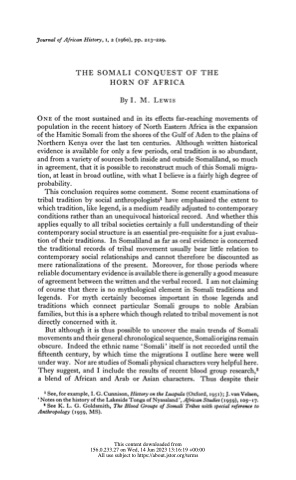 Journal of African History, 1, 2 (1960), pp. 213-229.
THE SOMALI CONQUEST OF THE
HORN OF AFRICA
By I. M. LEWIS
ONE of the most sustained and in its effects far-reaching movements of
population in the recent history of North Eastern Africa is the expansion
of the Hamitic Somali from the shores of the Gulf of Aden to the plains of
Northern Kenya over the last ten centuries. Although written historical
evidence is available for only a few periods, oral tradition is so abundant,
and from a variety of sources both inside and outside Somaliland, so much
in agreement, that it is possible to reconstruct much of this Somali migra-
tion, at least in broad outline, with what I believe is a fairly high degree of
probability.
This conclusion requires some comment. Some recent examinations of
tribal tradition by social anthropologists¹ have emphasized the extent to
which tradition, like legend, is a medium readily adjusted to contemporary
conditions rather than an unequivocal historical record. And whether this
applies equally to all tribal societies certainly a full understanding of their
contemporary social structure is an essential pre-requisite for a just evalua-
tion of their traditions. In Somaliland as far as oral evidence is concerned
the traditional records of tribal movement usually bear little relation to
contemporary social relationships and cannot therefore be discounted as
mere rationalizations of the present. Moreover, for those periods where
reliable documentary evidence is available there is generally a good measure
of agreement between the written and the verbal record. I am not claiming
of course that there is no mythological element in Somali traditions and
legends. For myth certainly becomes important in those legends and
traditions which connect particular Somali groups to noble Arabian
families, but this is a sphere which though related to tribal movement is not
directly concerned with it.
But although it is thus possible to uncover the main trends of Somali
movements and their general chronological sequence, Somali origins remain
obscure. Indeed the ethnic name 'Somali' itself is not recorded until the
fifteenth century, by which time the migrations I outline here were well
under way. Nor are studies of Somali physical characters very helpful here.
They suggest, and I include the results of recent blood group research,²
a blend of African and Arab or Asian characters. Thus despite their
¹ See, for example, I. G. Cunnison, History on the Luapula (Oxford, 1951); J. van Velsen,
'Notes on the history of the Lakeside Tonga of Nyasaland', African Studies (1959), 105-17.
² See K. L. G. Goldsmith, The Blood Groups of Somali Tribes with special reference to
Anthropology (1959, MS).
This content downloaded from
156.0.233.27 on Wed, 14 Jun 2023 13:16:19 +00:00
All use subject to https://about.jstor.org/terms